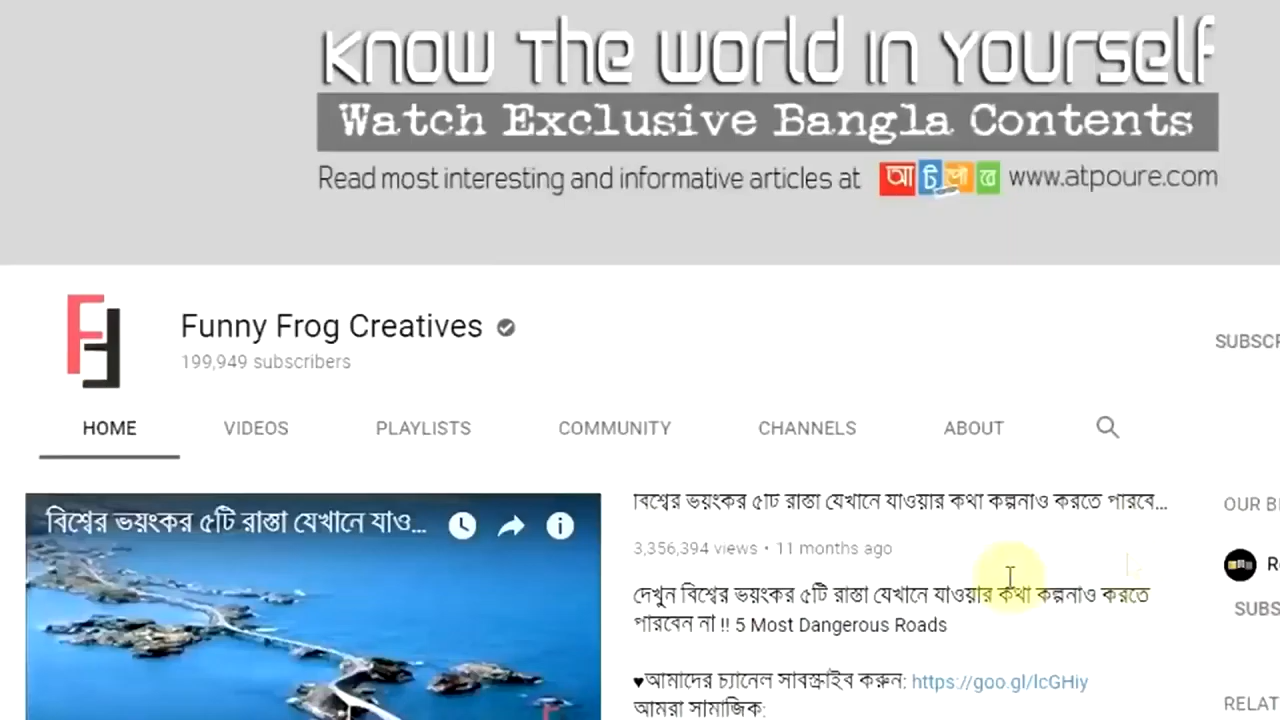 Know The World In Yourself
Watch Exclusive Bangla Contents
Read most interesting and informative articles at আটপৌরে www.atpoure.com
Funny Frog Creatives
199,949 subscribers
SUBSCR
HOME VIDEOS PLAYLISTS COMMUNITY CHANNELS ABOUT
বিশ্বের ভয়ংকর ৫টি রাস্তা যেখানে যাও...
বিশ্বের ভয়ংকর ৫টি রাস্তা যেখানে যাওয়ার কথা কল্পনাও করতে পারবে...
OUR B
3,356,394 views • 11 months ago
R
দেখুন বিশ্বের ভয়ংকর ৫টি রাস্তা যেখানে যাওয়ার কথা কল্পনাও করতে
SUBS
পারবেন না !! 5 Most Dangerous Roads
♥আমাদের চ্যানেল সাবস্ক্রাইব করুন: https://goo.gl/lcGHiy
আমরা সামাজিক:
RELAT